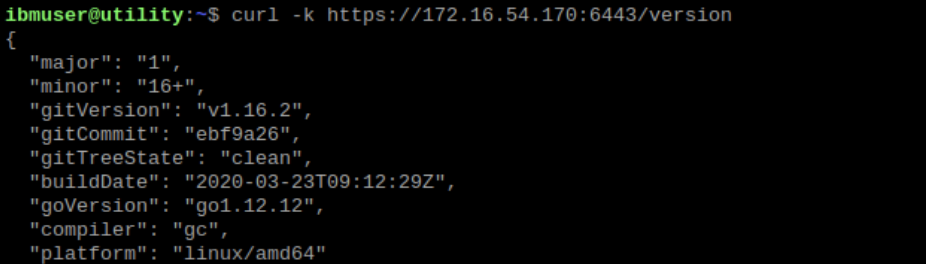 ibmuser@utility:~$ curl -k https://172.16.54.170:6443/version
{
  "major": "1",
  "minor": "16+",
  "gitVersion": "v1.16.2",
  "gitCommit": "ebf9a26",
  "gitTreeState": "clean",
  "buildDate": "2020-03-23T09:12:29Z",
  "goVersion": "go1.12.12",
  "compiler": "gc",
  "platform": "linux/amd64"